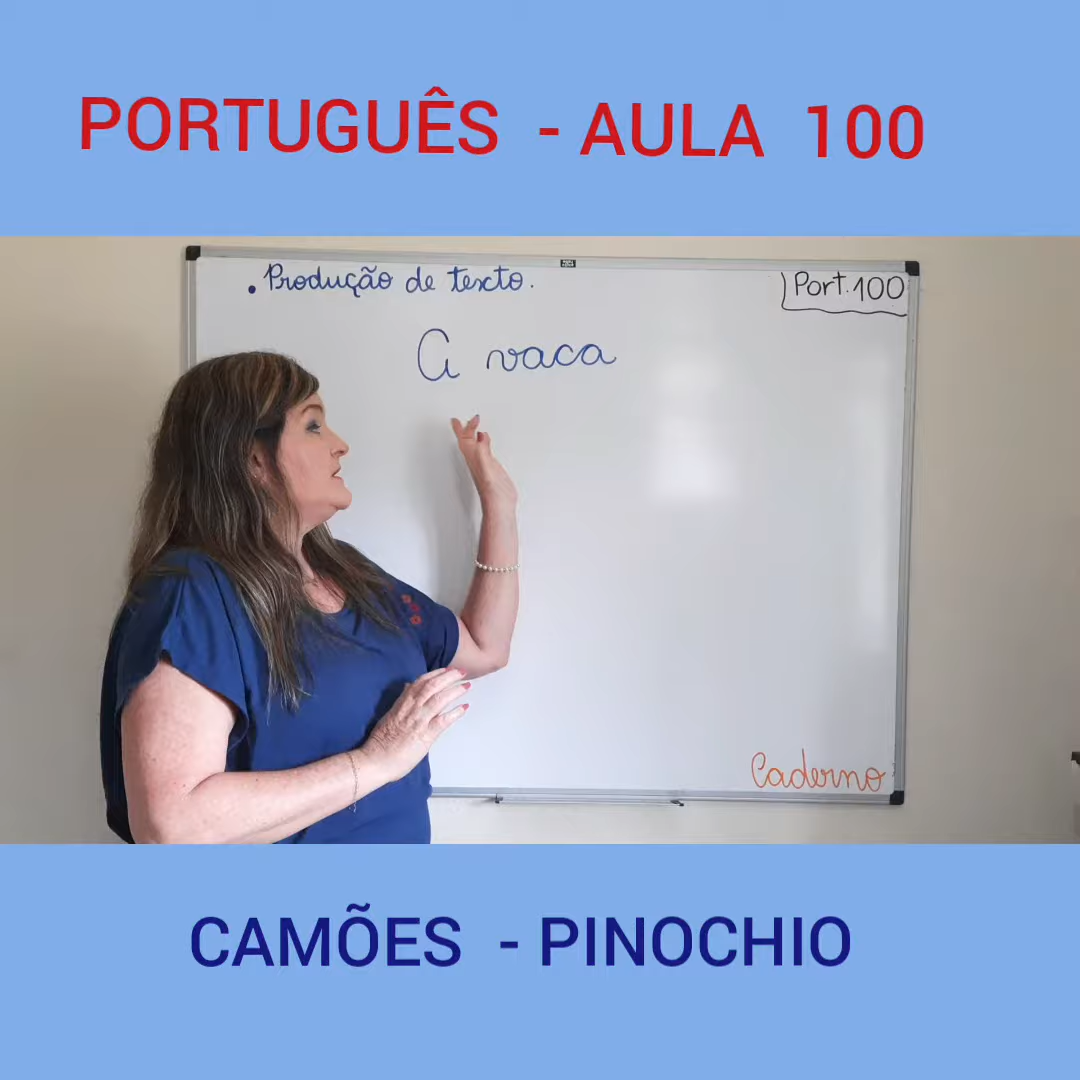 PORTUGUÊS - AULA 100
• Produção de texto.
Port. 100
A vaca
Caderno
CAMÕES - PINOCHIO